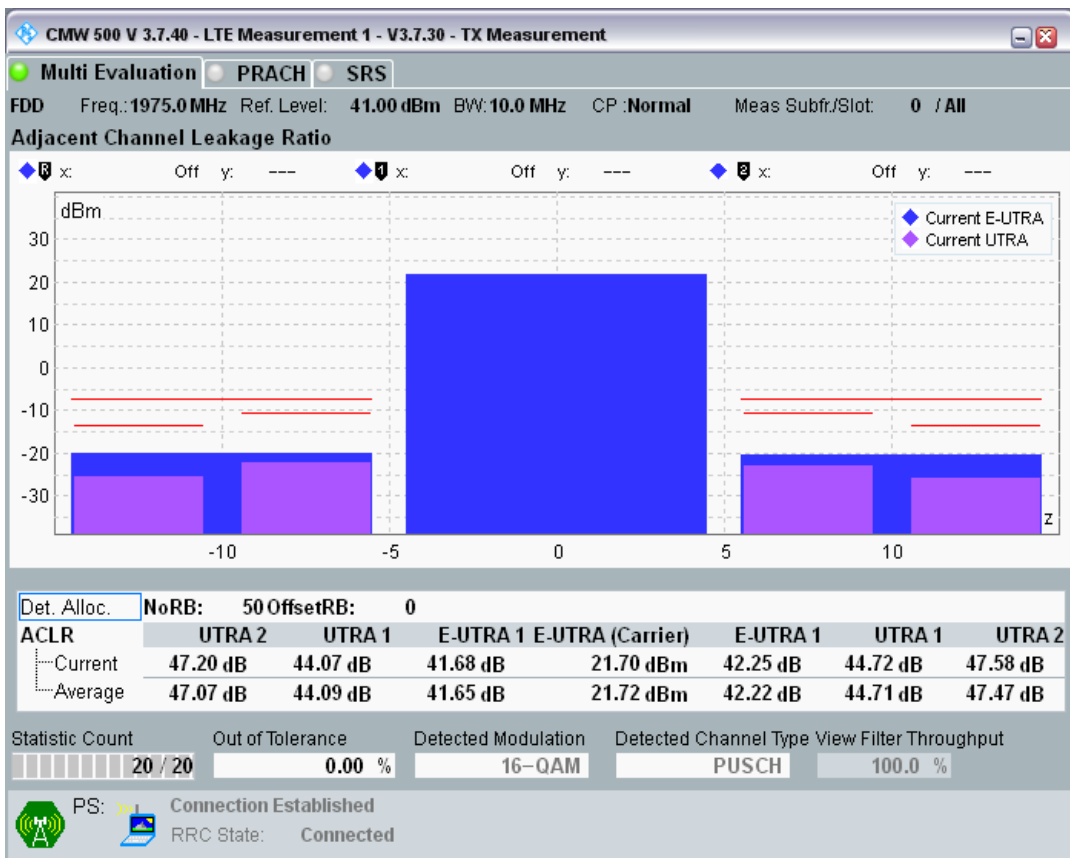 CMW 500 V 3.7.40 - LTE Measurement 1 - V3.7.30 - TX Measurement
Multi Evaluation PRACH SRS
FDD Freq.:1975.0 MHz Ref. Level: 41.00 dBm BW:10.0 MHz CP :Normal Meas Subfr./Slot: 0 / All
Adjacent Channel Leakage Ratio
R x: Off y: --- 1 x: Off y: --- 2 x: Off y: ---
dBm
Current E-UTRA
Current UTRA
30
20
10
0
-10
-20
-30
z
-10 -5 0 5 10
Det. Alloc. NoRB: 50 OffsetRB: 0
ACLR UTRA 2 UTRA 1 E-UTRA 1 E-UTRA (Carrier) E-UTRA 1 UTRA 1 UTRA 2
Current 47.20 dB 44.07 dB 41.68 dB 21.70 dBm 42.25 dB 44.72 dB 47.58 dB
Average 47.07 dB 44.09 dB 41.65 dB 21.72 dBm 42.22 dB 44.71 dB 47.47 dB
Statistic Count Out of Tolerance Detected Modulation Detected Channel Type View Filter Throughput
20 / 20 0.00 % 16-QAM PUSCH 100.0 %
PS: Connection Established
RRC State: Connected